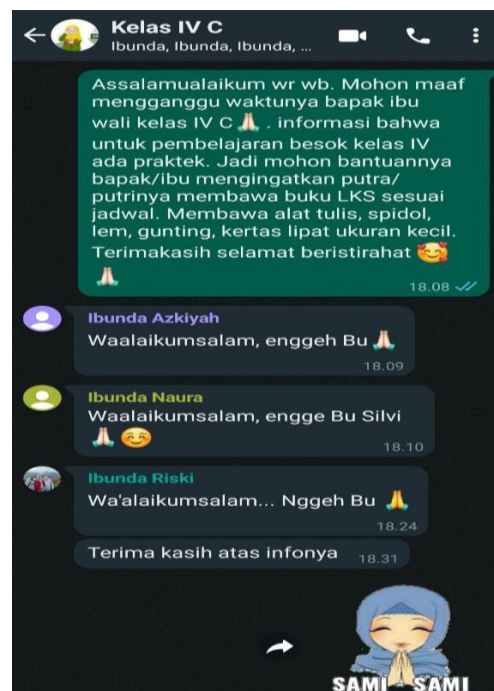 Kelas IV C
Ibunda, Ibunda, Ibunda, ...
Assalamualaikum wr wb. Mohon maaf
mengganggu waktunya bapak ibu
wali kelas IV C🙏🏻 . informasi bahwa
untuk pembelajaran besok kelas IV
ada praktek. Jadi mohon bantuannya
bapak/ibu mengingatkan putra/
putrinya membawa buku LKS sesuai
jadwal. Membawa alat tulis, spidol,
lem, gunting, kertas lipat ukuran kecil.
Terimakasih selamat beristirahat 🥰
🙏🏻
18.08
Ibunda Azkiyah
Waalaikumsalam, enggeh Bu 🙏🏻
18.09
Ibunda Naura
Waalaikumsalam, engge Bu Silvi
🙏🏻☺️
18.10
Ibunda Riski
Wa'alaikumsalam... Nggeh Bu 🙏
18.24
Terima kasih atas infonya 18.31
SAMI - SAMI